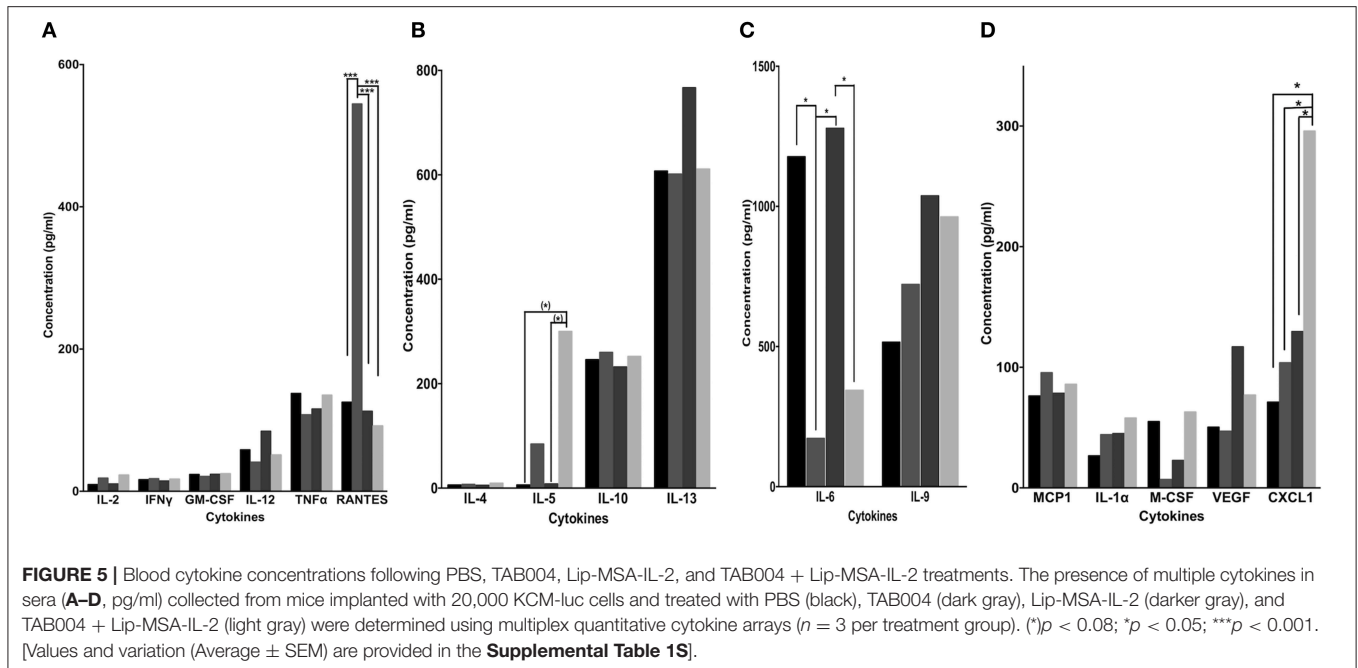 A
B
C
D
600
400
200
0
Concentration (pg/ml)
***
***
***
IL-2 IFNγ GM-CSF IL-12 TNFα RANTES
Cytokines
800
600
400
200
0
Concentration (pg/ml)
(*)
(*)
IL-4 IL-5 IL-10 IL-13
Cytokines
1500
1000
500
0
Concentration (pg/ml)
*
*
*
IL-6 IL-9
Cytokines
300
200
100
0
Concentration (pg/ml)
*
*
*
MCP1 IL-1α M-CSF VEGF CXCL1
Cytokines
FIGURE 5 | Blood cytokine concentrations following PBS, TAB004, Lip-MSA-IL-2, and TAB004 + Lip-MSA-IL-2 treatments. The presence of multiple cytokines in
sera (A–D, pg/ml) collected from mice implanted with 20,000 KCM-luc cells and treated with PBS (black), TAB004 (dark gray), Lip-MSA-IL-2 (darker gray), and
TAB004 + Lip-MSA-IL-2 (light gray) were determined using multiplex quantitative cytokine arrays (n = 3 per treatment group). (*)p < 0.08; *p < 0.05; ***p < 0.001.
[Values and variation (Average ± SEM) are provided in the Supplemental Table 1S].